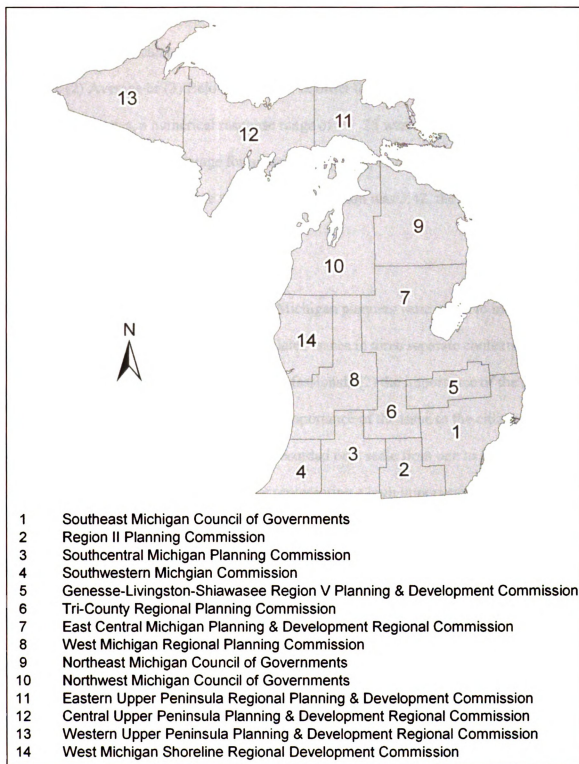 13
12
11
9
10
7
N
14
8
5
6
1
3
2
4
1 Southeast Michigan Council of Governments
2 Region II Planning Commission
3 Southcentral Michigan Planning Commission
4 Southwestern Michgian Commission
5 Genesse-Livingston-Shiawasee Region V Planning & Development Commission
6 Tri-County Regional Planning Commission
7 East Central Michigan Planning & Development Regional Commission
8 West Michigan Regional Planning Commission
9 Northeast Michigan Council of Governments
10 Northwest Michigan Council of Governments
11 Eastern Upper Peninsula Regional Planning & Development Commission
12 Central Upper Peninsula Planning & Development Regional Commission
13 Western Upper Peninsula Planning & Development Regional Commission
14 West Michigan Shoreline Regional Development Commission